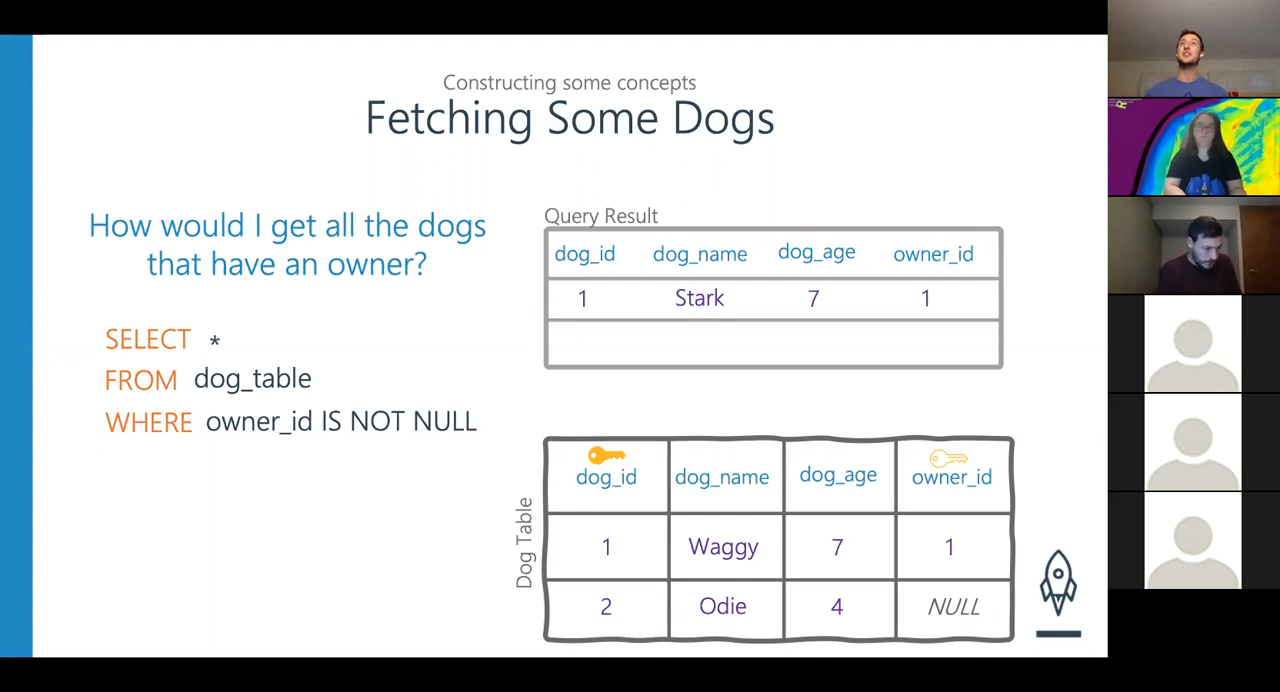 Constructing some concepts
Fetching Some Dogs
How would I get all the dogs
that have an owner?
SELECT *
FROM dog_table
WHERE owner_id IS NOT NULL
Query Result
dog_id dog_name dog_age owner_id
1 Stark 7 1
Dog Table
dog_id dog_name dog_age owner_id
1 Waggy 7 1
2 Odie 4 NULL